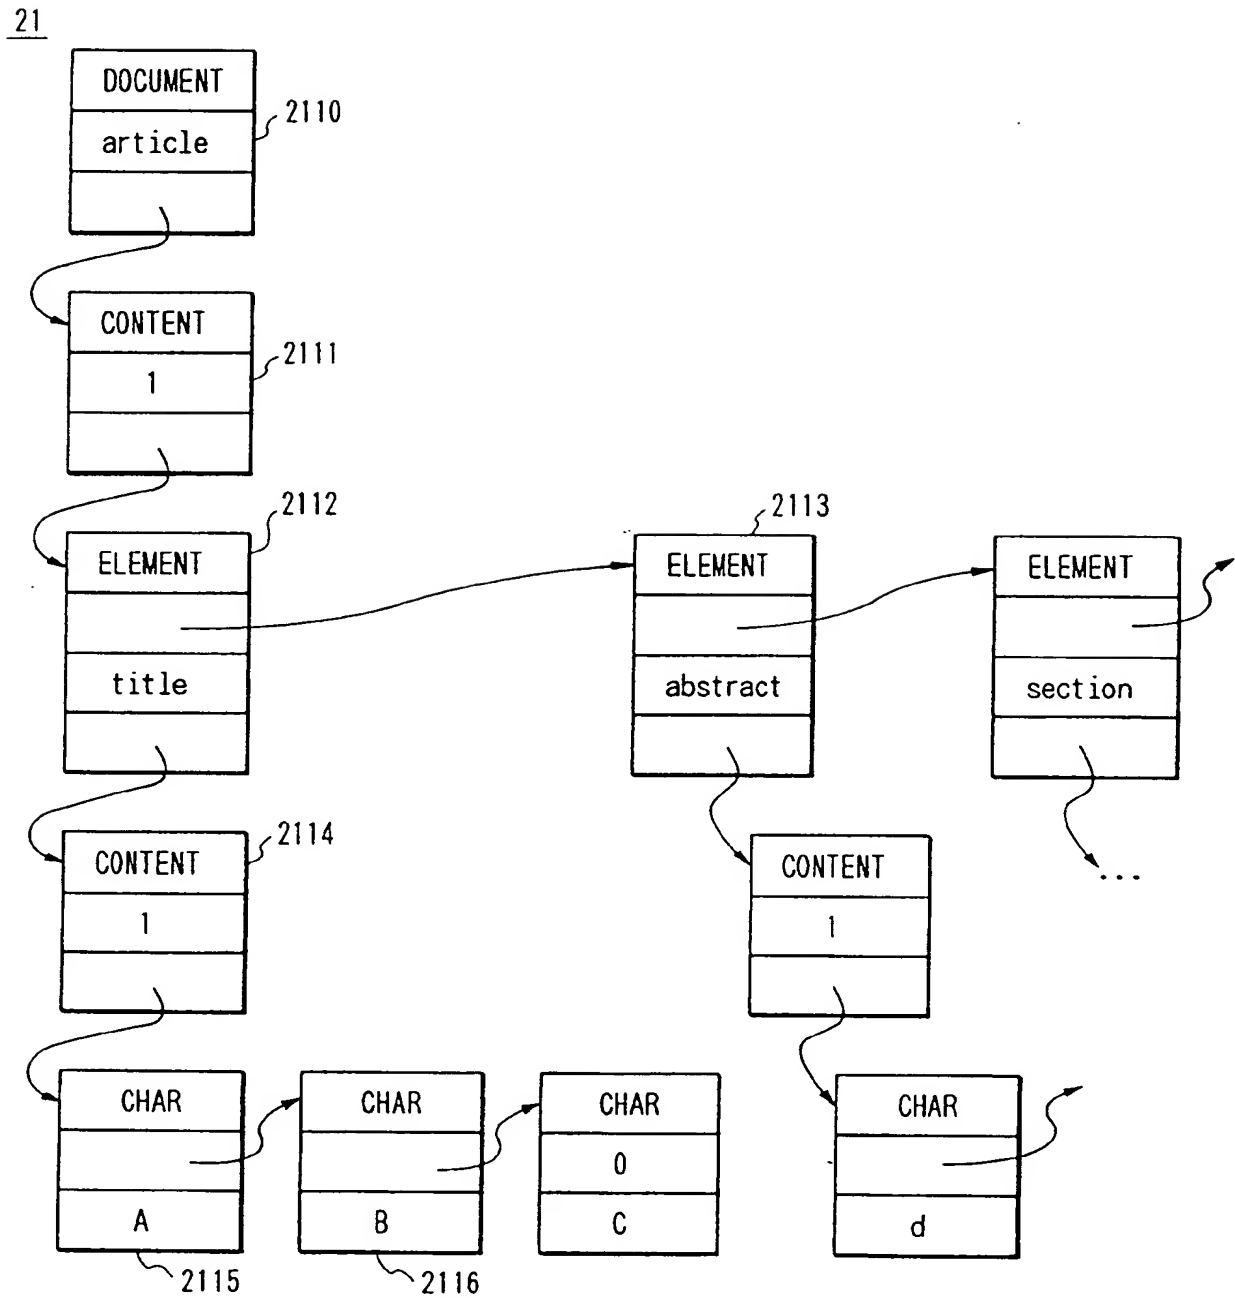 21
DOCUMENT
2110
article
CONTENT
2111
1
2112
2113
ELEMENT
ELEMENT
ELEMENT
title
abstract
section
2114
CONTENT
CONTENT
...
1
1
CHAR
CHAR
CHAR
CHAR
0
A
B
C
d
2115
2116